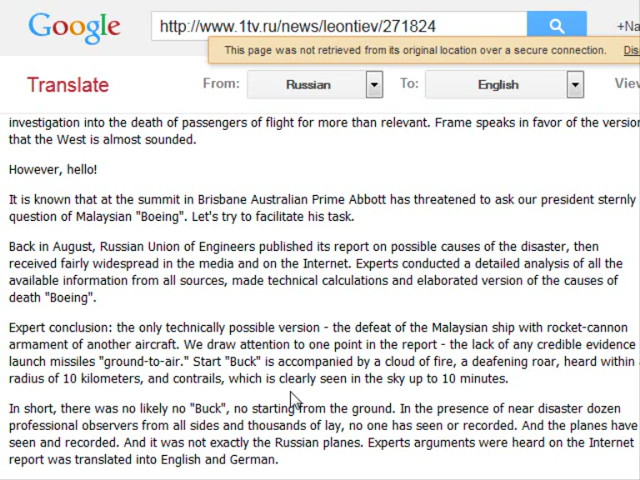 Google
http://www.1tv.ru/news/leontiev/271824
+Na
This page was not retrieved from its original location over a secure connection. Dis
Translate
From: Russian To: English View
investigation into the death of passengers of flight for more than relevant. Frame speaks in favor of the version
that the West is almost sounded.
However, hello!
It is known that at the summit in Brisbane Australian Prime Abbott has threatened to ask our president sternly
question of Malaysian "Boeing". Let's try to facilitate his task.
Back in August, Russian Union of Engineers published its report on possible causes of the disaster, then
received fairly widespread in the media and on the Internet. Experts conducted a detailed analysis of all the
available information from all sources, made technical calculations and elaborated version of the causes of
death "Boeing".
Expert conclusion: the only technically possible version - the defeat of the Malaysian ship with rocket-cannon
armament of another aircraft. We draw attention to one point in the report - the lack of any credible evidence
launch missiles "ground-to-air." Start "Buck" is accompanied by a cloud of fire, a deafening roar, heard within a
radius of 10 kilometers, and contrails, which is clearly seen in the sky up to 10 minutes.
In short, there was no likely no "Buck", no starting from the ground. In the presence of near disaster dozen
professional observers from all sides and thousands of lay, no one has seen or recorded. And the planes have
seen and recorded. And it was not exactly the Russian planes. Experts arguments were heard on the Internet
report was translated into English and German.